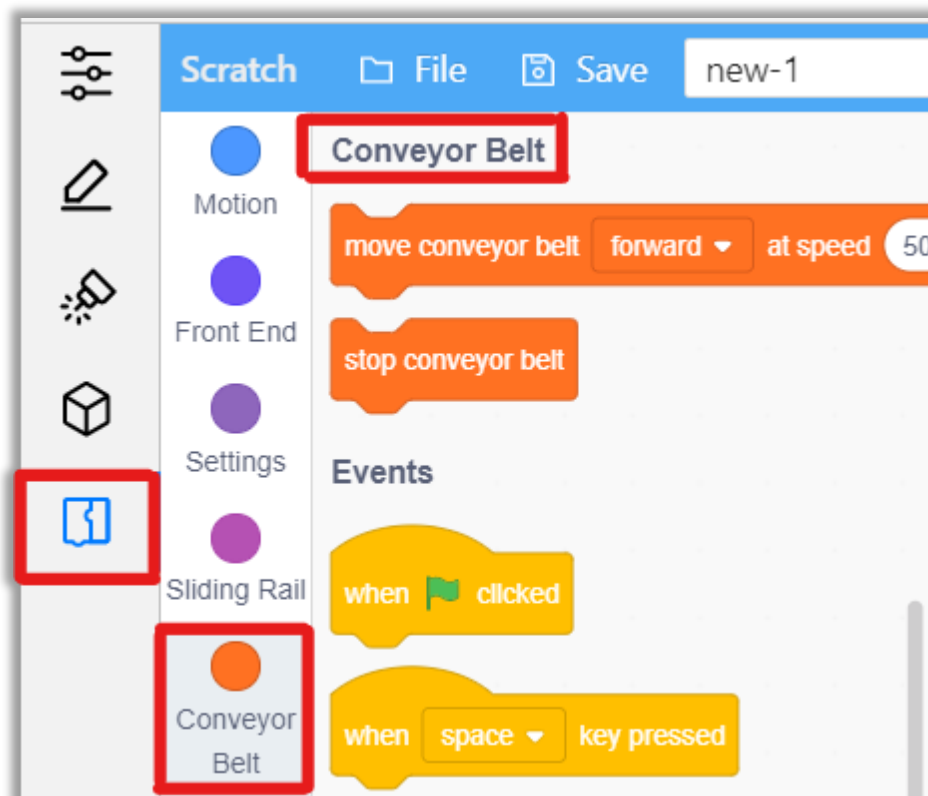 Scratch File Save new-1
Motion
Front End
Settings
Sliding Rail
Conveyor
Belt
Conveyor Belt
move conveyor belt forward at speed 50
stop conveyor belt
Events
when clicked
when space key pressed